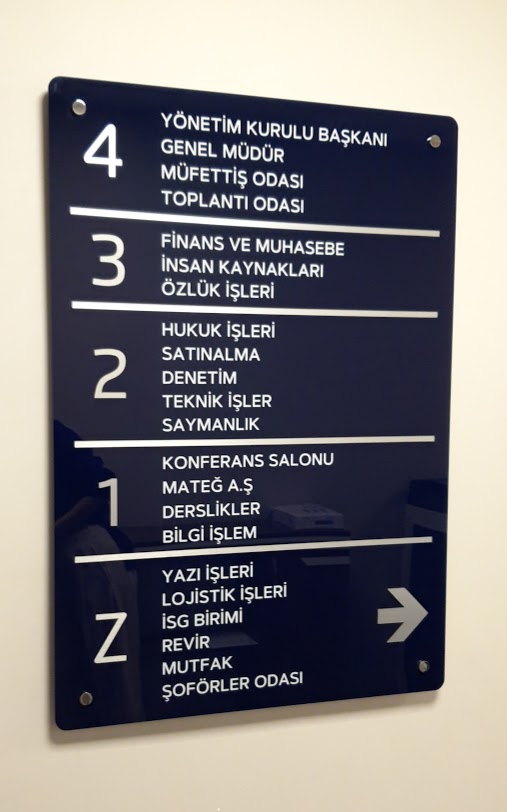 4
YÖNETİM KURULU BAŞKANI
GENEL MÜDÜR
MÜFETTİŞ ODASI
TOPLANTI ODASI
3
FİNANS VE MUHASEBE
İNSAN KAYNAKLARI
ÖZLÜK İŞLERİ
2
HUKUK İŞLERİ
SATINALMA
DENETİM
TEKNİK İŞLER
SAYMANLIK
1
KONFERANS SALONU
MATEĞ A.Ş
DERSLİKLER
BİLGİ İŞLEM
Z
YAZI İŞLERİ
LOJİSTİK İŞLERİ
İSG BİRİMİ
REVİR
MUTFAK
ŞOFÖRLER ODASI